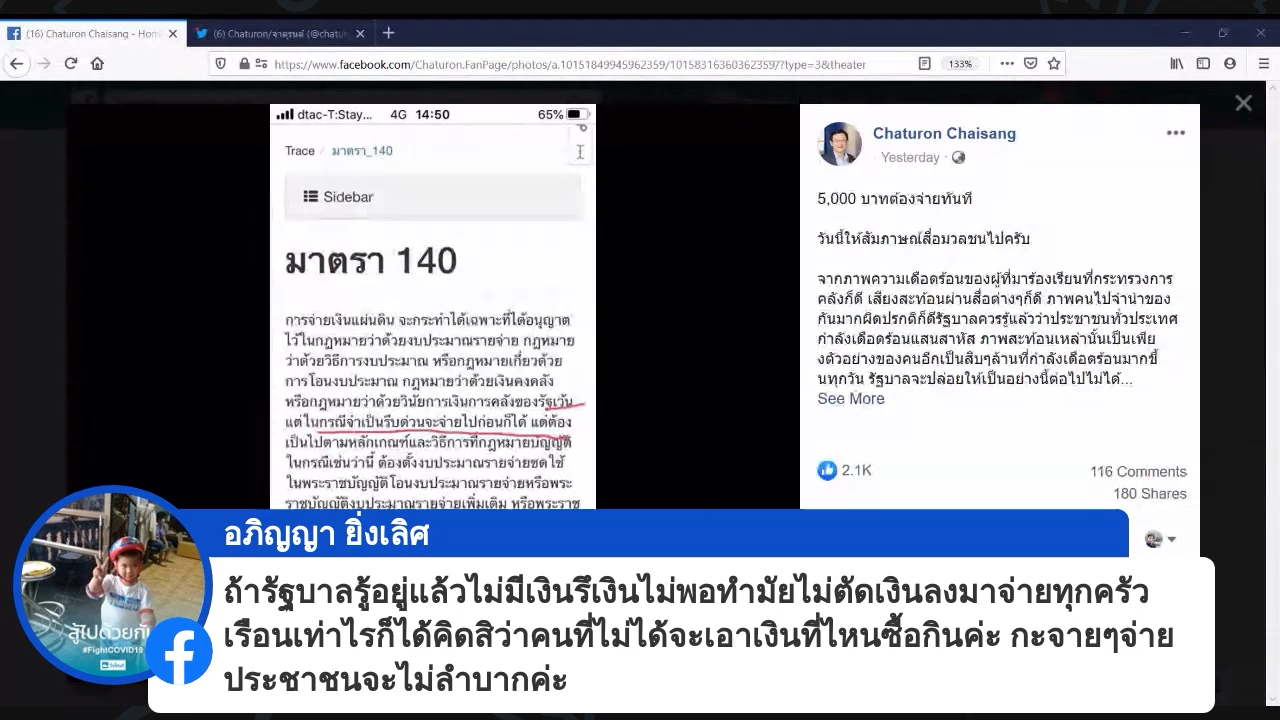 (16) Chaturon Chaisang - Hon
(6) Chaturon/จาตุรนต์ (@chatur
https://www.facebook.com/Chaturon.FanPage/photos/a.10151849945962359/10158316360362359/?type=3&theater
133%
dtac-T:Stay... 4G 14:50 65%
Trace / มาตรา_140
Sidebar
มาตรา 140
การจ่ายเงินแผ่นดิน จะกระทำได้เฉพาะที่ได้อนุญาต
ไว้ในกฎหมายว่าด้วยงบประมาณรายจ่าย กฎหมาย
ว่าด้วยวิธีการงบประมาณ หรือกฎหมายเกี่ยวด้วย
การโอนงบประมาณ กฎหมายว่าด้วยเงินคงคลัง
หรือกฎหมายว่าด้วยวินัยการเงินการคลังของรัฐเว้น
แต่ในกรณีจำเป็นรีบด่วนจะจ่ายไปก่อนก็ได้ แต่ต้อง
เป็นไปตามหลักเกณฑ์และวิธีการที่กฎหมายบัญญัติ
ในกรณีเช่นว่านี้ ต้องตั้งงบประมาณรายจ่ายชดใช้
ในพระราชบัญญัติโอนงบประมาณรายจ่ายหรือพระ
ราชบัญญัติงบประมาณรายจ่ายเพิ่มเติม หรือพระราช
Chaturon Chaisang
Yesterday ·
5,000 บาทต้องจ่ายทันที
วันนี้ให้สัมภาษณ์สื่อมวลชนไปครับ
จากภาพความเดือดร้อนของผู้ที่มาร้องเรียนที่กระทรวงการ
คลังก็ดี เสียงสะท้อนผ่านสื่อต่างๆก็ดี ภาพคนไปจำนำของ
กันมากผิดปรกติก็ดีรัฐบาลควรรู้แล้วว่าประชาชนทั่วประเทศ
กำลังเดือดร้อนแสนสาหัส ภาพสะท้อนเหล่านั้นเป็นเพีย
งตัวอย่างของคนอีกเป็นสิบๆล้านที่กำลังเดือดร้อนมากขึ้
นทุกวัน รัฐบาลจะปล่อยให้เป็นอย่างนี้ต่อไปไม่ได้...
See More
2.1K
116 Comments
180 Shares
อภิญญา ยิ่งเลิศ
ถ้ารัฐบาลรู้อยู่แล้วไม่มีเงินรึเงินไม่พอทำมัยไม่ตัดเงินลงมาจ่ายทุกครัว
เรือนเท่าไรก็ได้คิดสิว่าคนที่ไม่ได้จะเอาเงินที่ไหนซื้อกินค่ะ กะจายๆจ่าย
ประชาชนจะไม่ลำบากค่ะ
สู้ไปด้วยกัน
#FightCOVID19